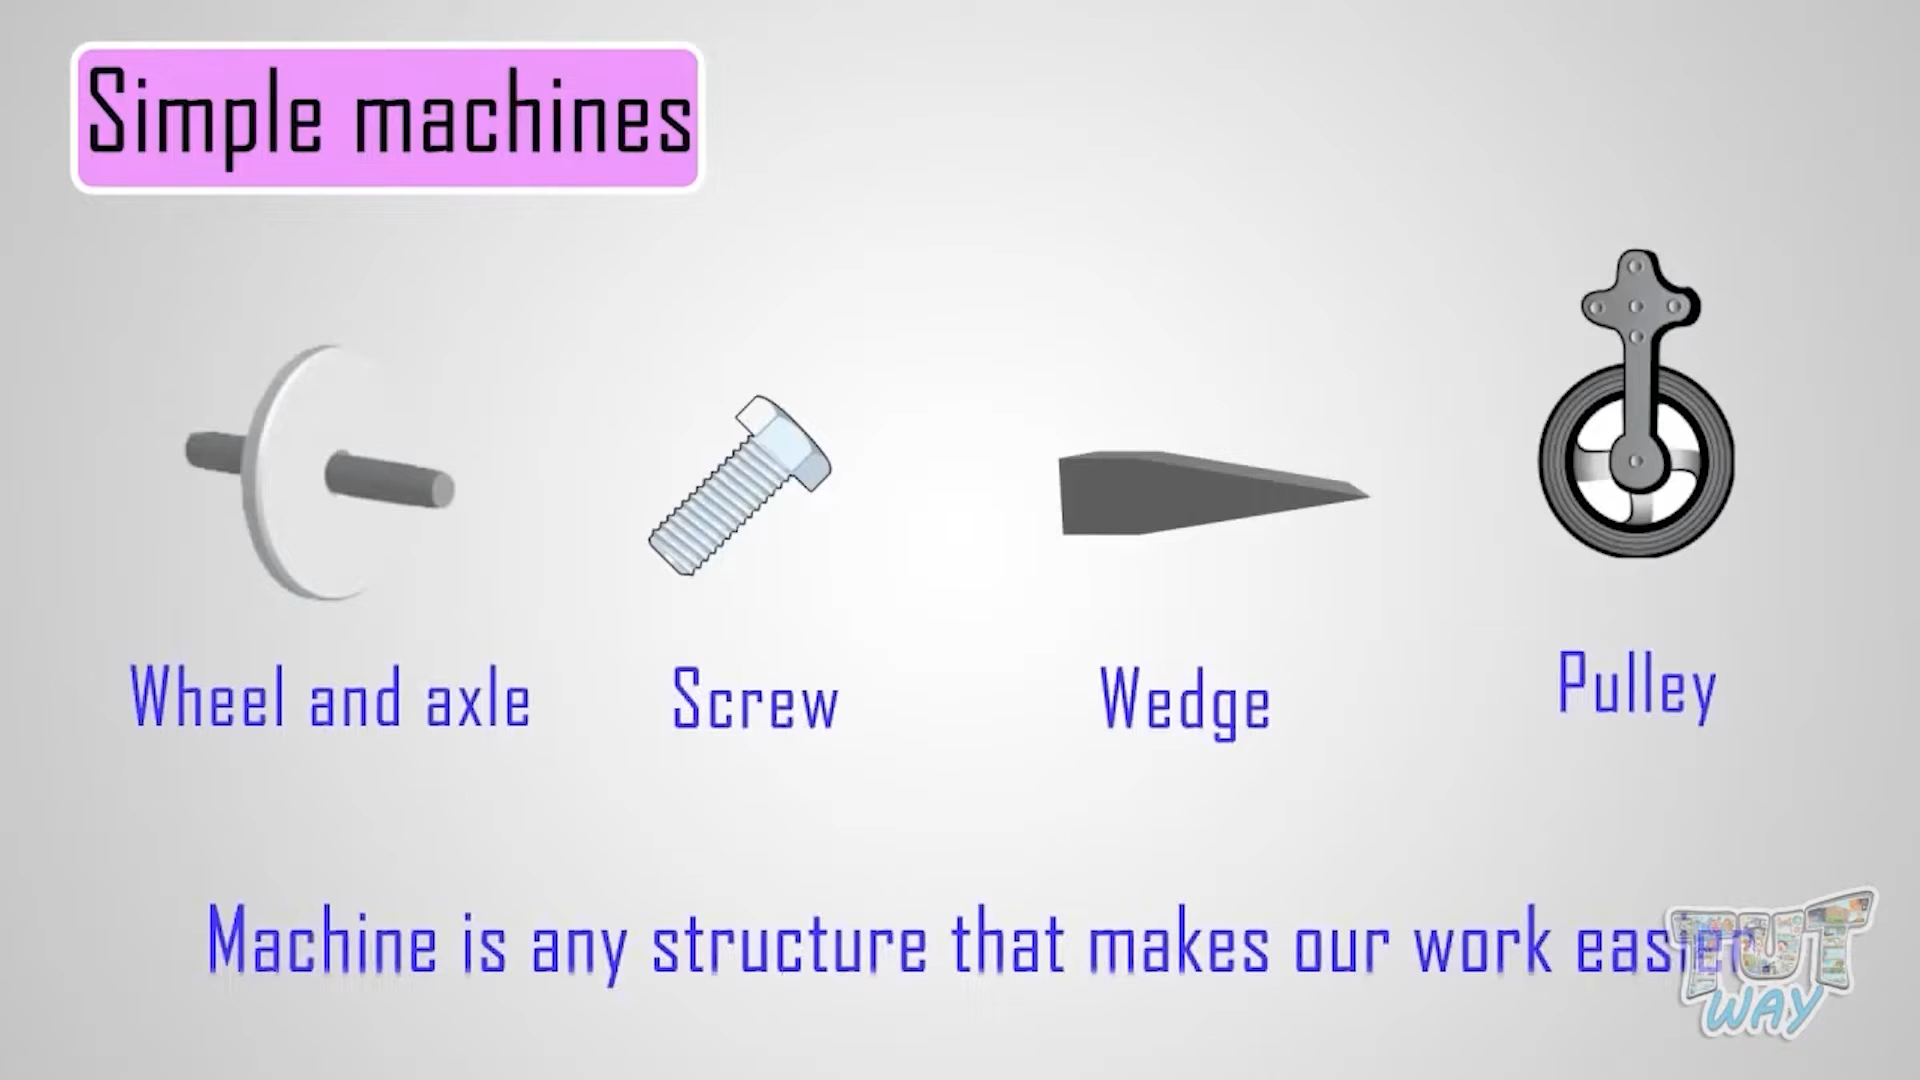 Simple machines
Wheel and axle
Screw
Wedge
Pulley
Machine is any structure that makes our work easier
TUT
WAY